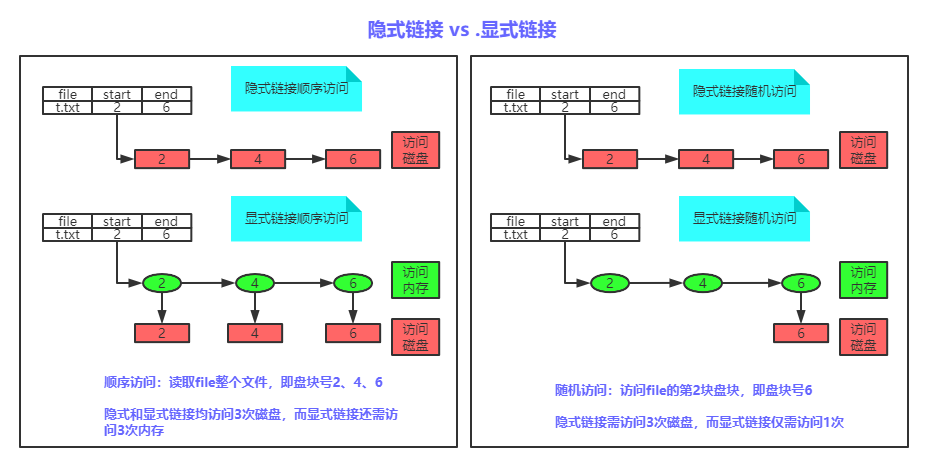 隐式链接 vs .显式链接
file start end
t.txt 2 6
隐式链接顺序访问
2 4 6
访问
磁盘
file start end
t.txt 2 6
显式链接顺序访问
2 4 6
访问
内存
2 4 6
访问
磁盘
顺序访问：读取file整个文件，即盘块号2、4、6
隐式和显式链接均访问3次磁盘，而显式链接还需访
问3次内存
file start end
t.txt 2 6
隐式链接随机访问
2 4 6
访问
磁盘
file start end
t.txt 2 6
显式链接随机访问
2 4 6
访问
内存
6
访问
磁盘
随机访问：访问file的第2块盘块，即盘块号6
隐式链接需访问3次磁盘，而显式链接仅需访问1次